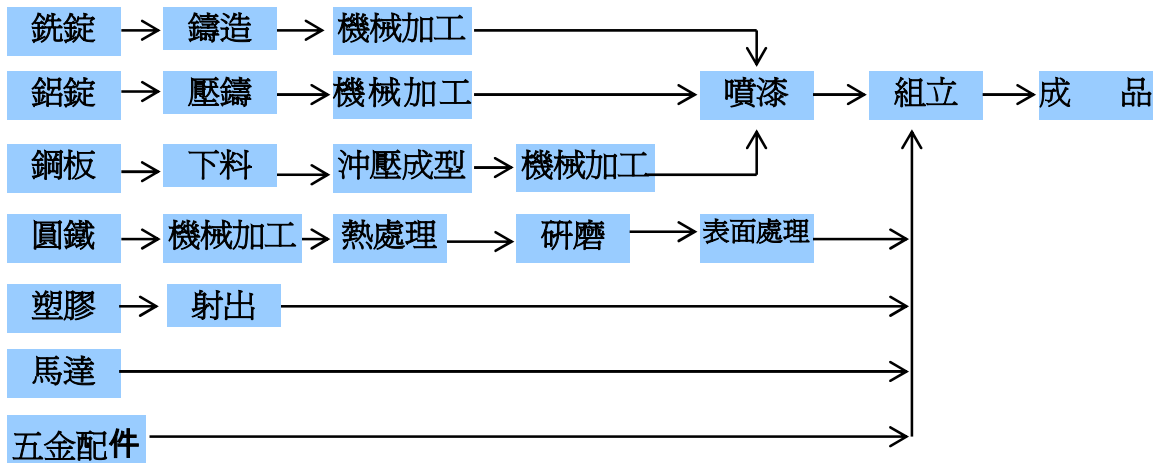 銑錠 鑄造 機械加工
鋁錠 壓鑄 機械加工 噴漆 組立 成 品
鋼板 下料 沖壓成型 機械加工
圓鐵 機械加工 熱處理 研磨 表面處理
塑膠 射出
馬達
五金配件